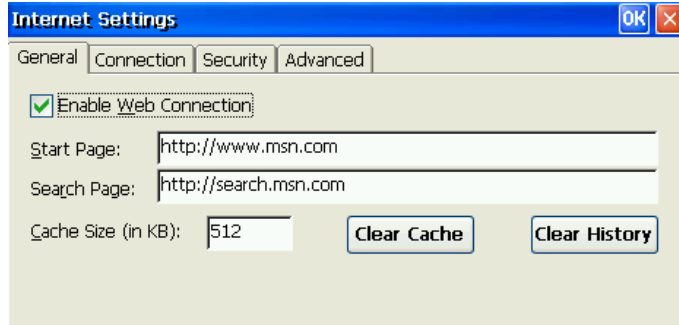 Internet Settings OK
General Connection Security Advanced
Enable Web Connection
Start Page: http://www.msn.com
Search Page: http://search.msn.com
Cache Size (in KB): 512 Clear Cache Clear History